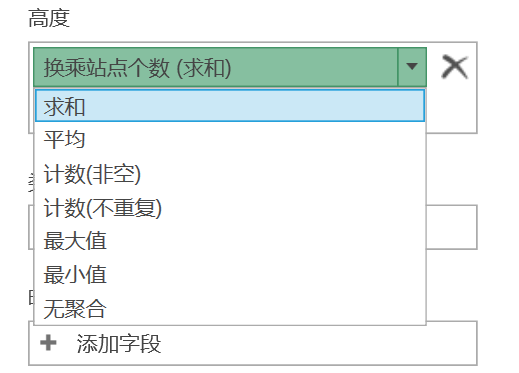 高度
换乘站点个数 (求和)
求和
平均
计数(非空)
计数(不重复)
最大值
最小值
无聚合
添加字段